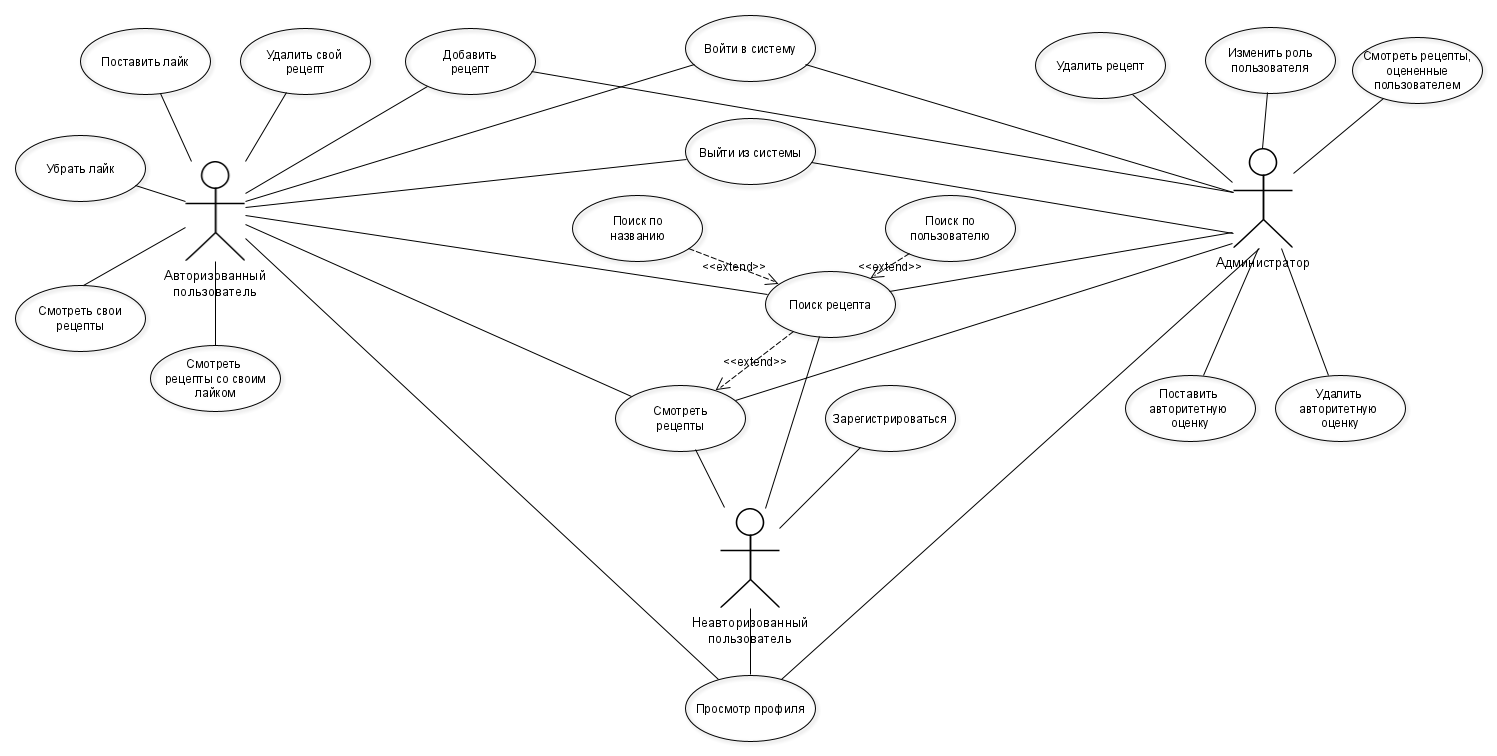 Поставить лайк
Удалить свой
рецепт
Добавить
рецепт
Войти в систему
Удалить рецепт
Изменить роль
пользователя
Смотреть рецепты,
оцененные
пользователем
Убрать лайк
Выйти из системы
Поиск по
названию
Поиск по
пользователю
<<extend>>
<<extend>>
Авторизованный
пользователь
Администратор
Смотреть свои
рецепты
Поиск рецепта
<<extend>>
Смотреть
рецепты со своим
лайком
Смотреть
рецепты
Зарегистрироваться
Поставить
авторитетную
оценку
Удалить
авторитетную
оценку
Неавторизованный
пользователь
Просмотр профиля